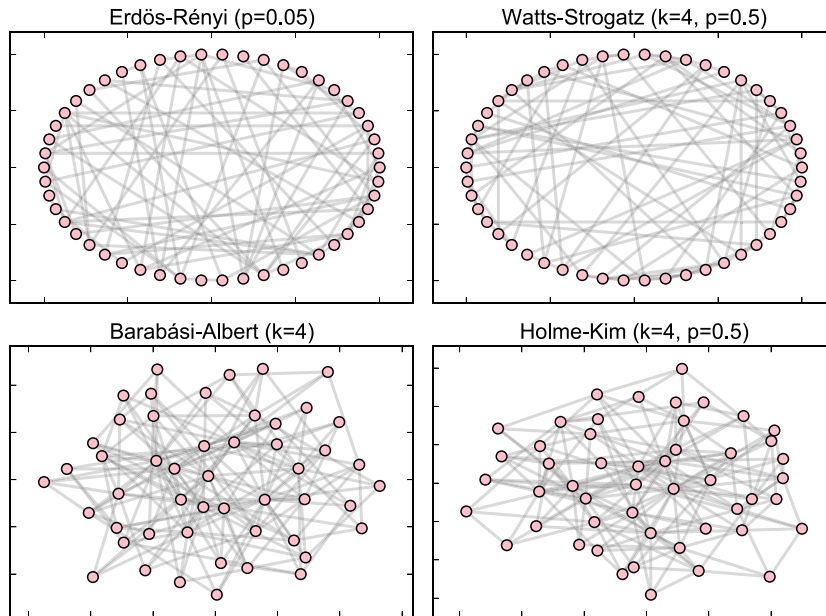 Erdös-Rényi (p=0.05)
Watts-Strogatz (k=4, p=0.5)
Barabási-Albert (k=4)
Holme-Kim (k=4, p=0.5)